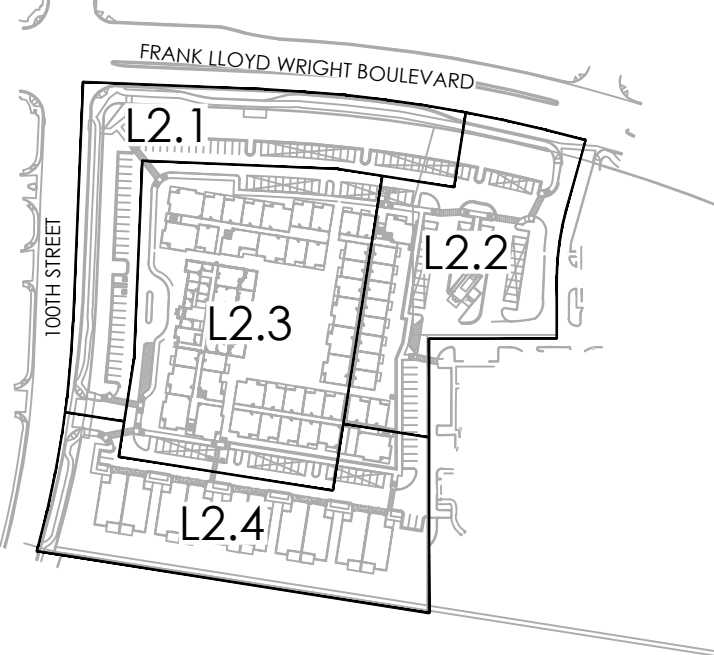 FRANK LLOYD WRIGHT BOULEVARD
L2.1
100TH STREET
L2.2
L2.3
L2.4